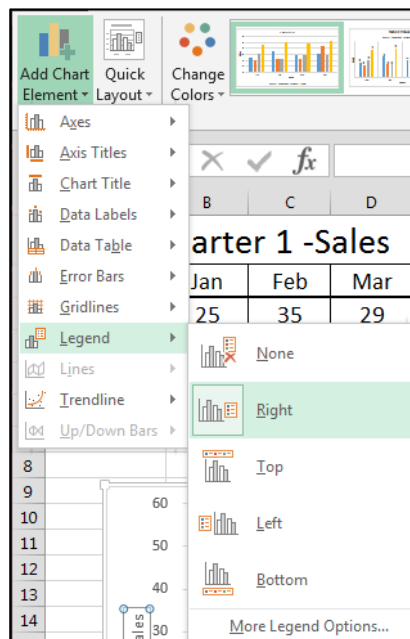 Add Chart Element
Quick Layout
Change Colors
Axes
Axis Titles
Chart Title
Data Labels
Data Table
Error Bars
Gridlines
Legend
Lines
Trendline
Up/Down Bars
fx
B C D
arter 1 -Sales
Jan Feb Mar
25 35 29
None
Right
Top
Left
Bottom
More Legend Options...
8
9
10
11
12
13
14
60
50
40
30
ales